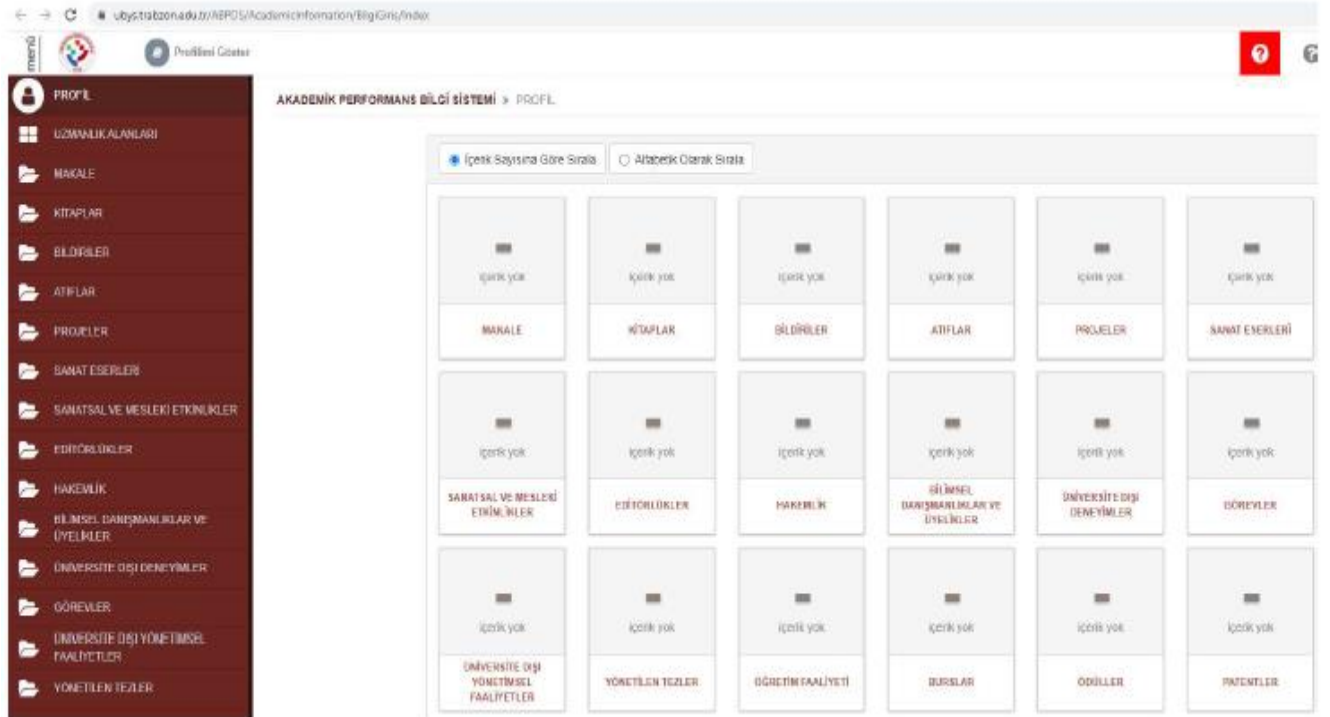 ubys.trabzon.edu.tr/ABPDS/AcademicInformation/BilgiGiris/Index
menü
Profilimi Göster
PROFİL
AKADEMİK PERFORMANS BİLGİ SİSTEMİ > PROFİL
UZMANLIK ALANLARI
MAKALE
KİTAPLAR
BİLDİRİLER
ATIFLAR
PROJELER
SANAT ESERLERİ
SANATSAL VE MESLEKİ ETKİNLİKLER
EDİTÖRLÜKLER
HAKEMLİK
BİLİMSEL DANIŞMANLIKLAR VE
ÜYELİKLER
ÜNİVERSİTE DIŞI DENEYİMLER
GÖREVLER
ÜNİVERSİTE DIŞI YÖNETİMSEL
FAALİYETLER
YÖNETİLEN TEZLER
İçerik Sayısına Göre Sırala
Alfabetik Olarak Sırala
içerik yok içerik yok içerik yok içerik yok içerik yok içerik yok
MAKALE KİTAPLAR BİLDİRİLER ATIFLAR PROJELER SANAT ESERLERİ
içerik yok içerik yok içerik yok içerik yok içerik yok içerik yok
SANATSAL VE MESLEKİ
ETKİNLİKLER
EDİTÖRLÜKLER
HAKEMLİK
BİLİMSEL
DANIŞMANLIKLAR VE
ÜYELİKLER
ÜNİVERSİTE DIŞI
DENEYİMLER
GÖREVLER
içerik yok içerik yok içerik yok içerik yok içerik yok içerik yok
ÜNİVERSİTE DIŞI
YÖNETİMSEL
FAALİYETLER
YÖNETİLEN TEZLER
ÖĞRETİM FAALİYETİ
BURSLAR
ÖDÜLLER
PATENTLER